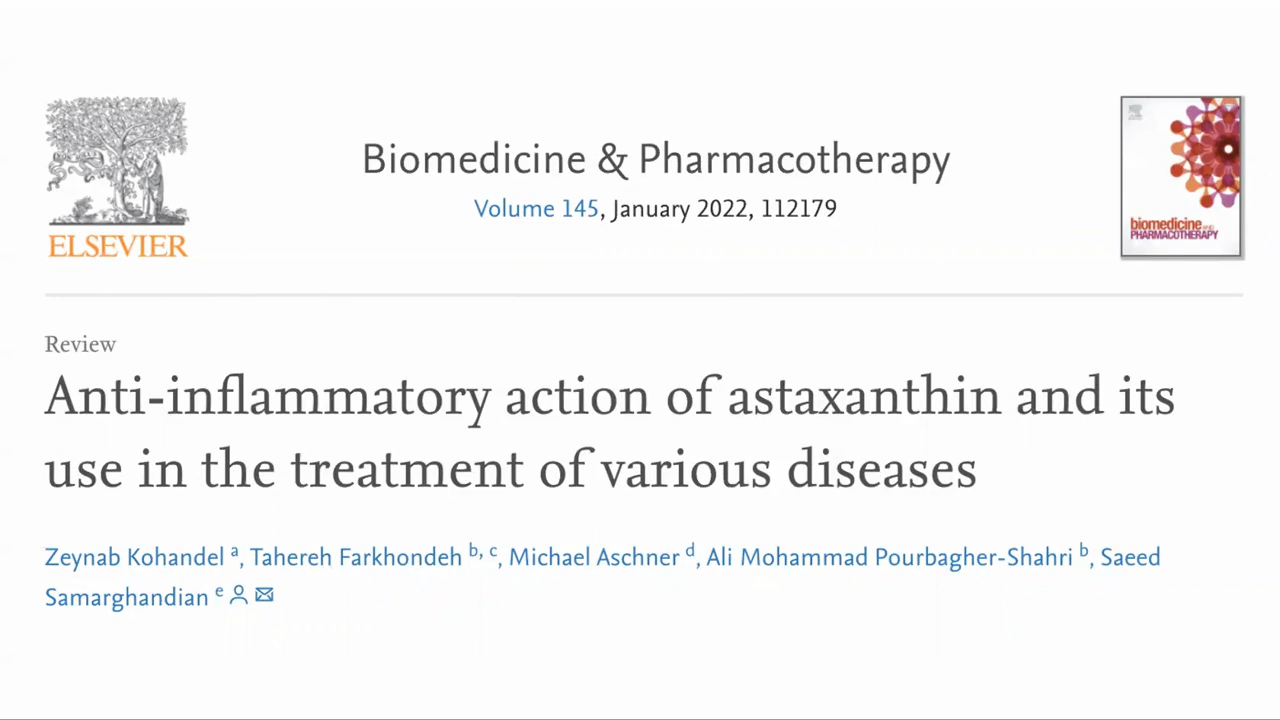 ELSEVIER
Biomedicine & Pharmacotherapy
Volume 145, January 2022, 112179
biomedicine AND
PHARMACOTHERAPY
Review
Anti-inflammatory action of astaxanthin and its
use in the treatment of various diseases
Zeynab Kohandel a, Tahereh Farkhondeh b, c, Michael Aschner d, Ali Mohammad Pourbagher-Shahri b, Saeed
Samarghandian e